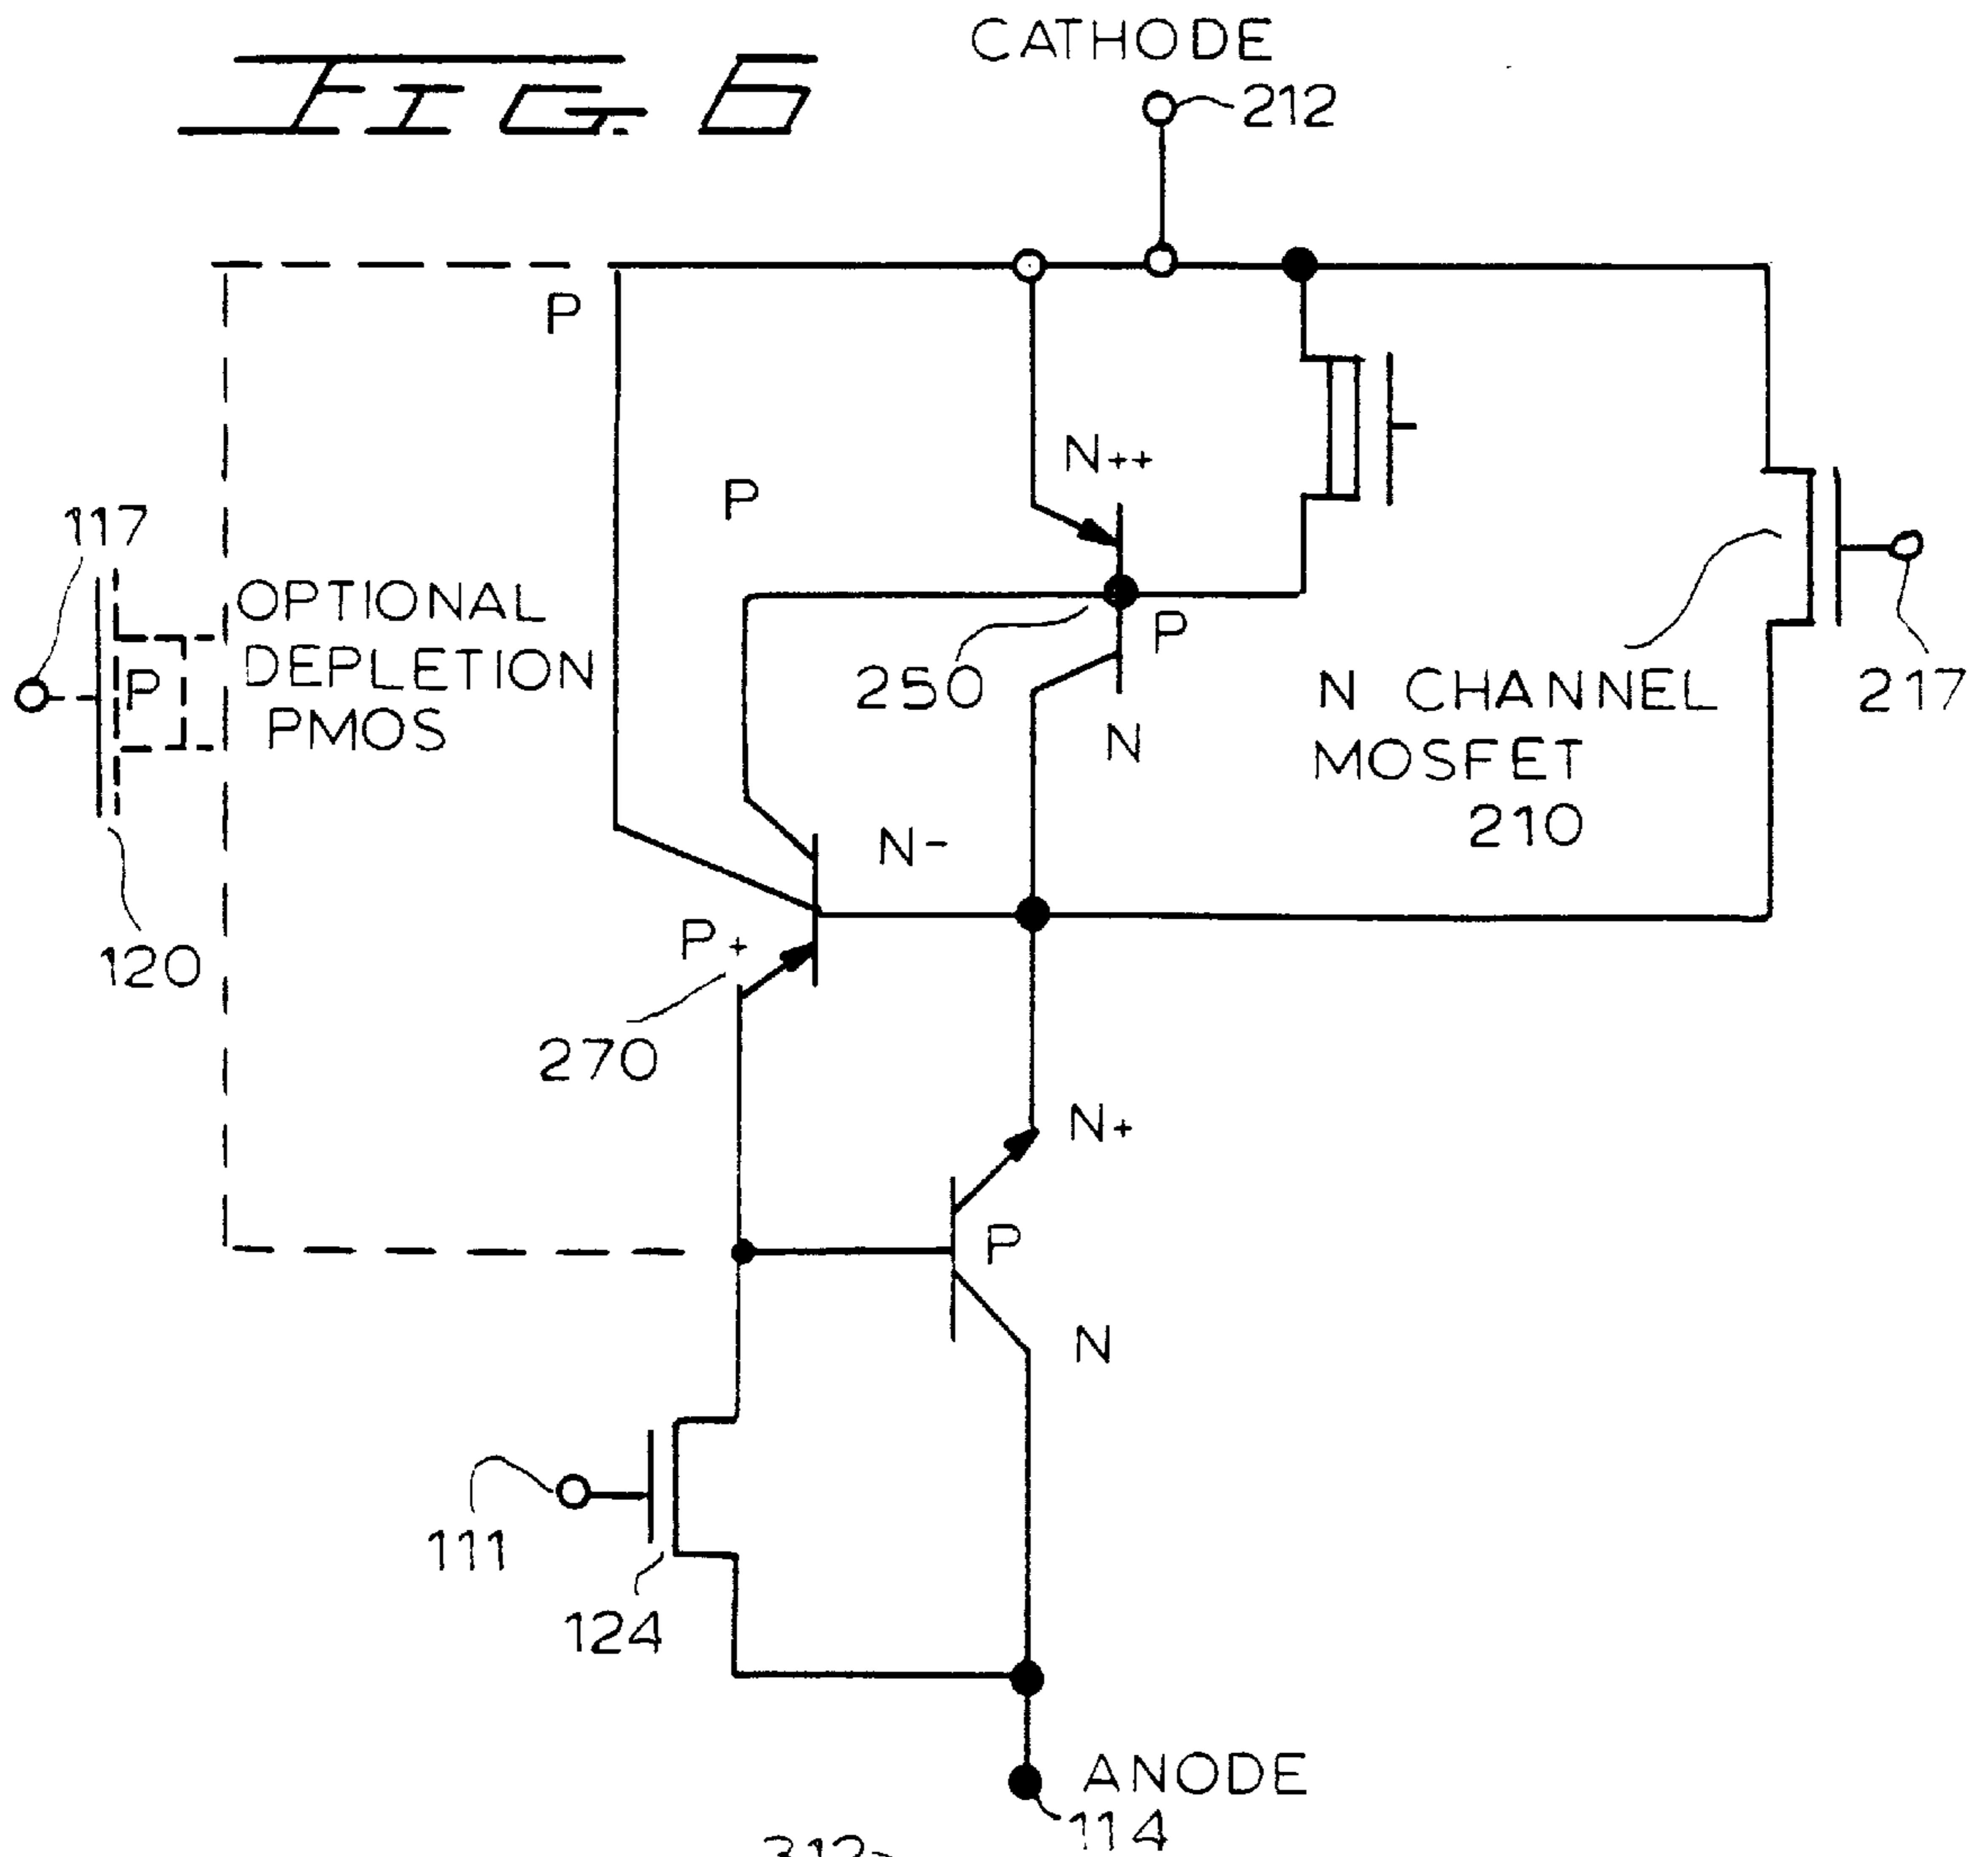 FIG. 6
CATHODE
212
P
N++
P
117
OPTIONAL
DEPLETION
PMOS
P
250
P
N
N CHANNEL
MOSFET
210
217
N-
P+
120
270
N+
P
N
111
124
ANODE
114
312